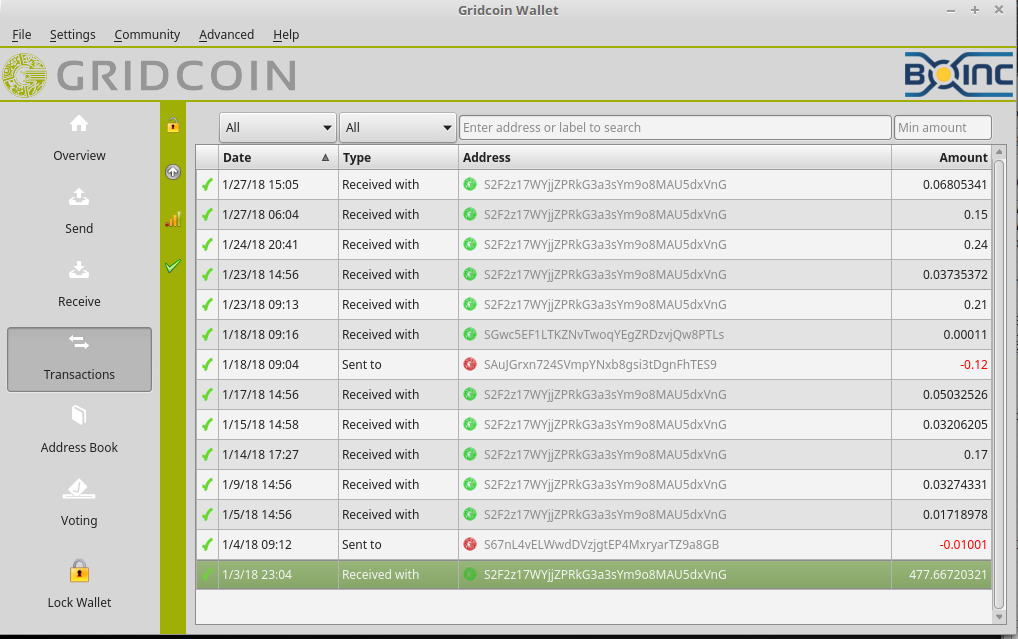 Gridcoin Wallet
File Settings Community Advanced Help
GRIDCOIN BOINC
Overview
Send
Receive
Transactions
Address Book
Voting
Lock Wallet
All All Enter address or label to search Min amount
Date Type Address Amount
1/27/18 15:05 Received with S2F2z17WYjjZPRkG3a3sYm9o8MAU5dxVnG 0.06805341
1/27/18 06:04 Received with S2F2z17WYjjZPRkG3a3sYm9o8MAU5dxVnG 0.15
1/24/18 20:41 Received with S2F2z17WYjjZPRkG3a3sYm9o8MAU5dxVnG 0.24
1/23/18 14:56 Received with S2F2z17WYjjZPRkG3a3sYm9o8MAU5dxVnG 0.03735372
1/23/18 09:13 Received with S2F2z17WYjjZPRkG3a3sYm9o8MAU5dxVnG 0.21
1/18/18 09:16 Received with SGwc5EF1LTKZNvTwoqYEgZRDzvjQw8PTLs 0.00011
1/18/18 09:04 Sent to SAuJGrxn724SVmpYNxb8gsi3tDgnFhTES9 -0.12
1/17/18 14:56 Received with S2F2z17WYjjZPRkG3a3sYm9o8MAU5dxVnG 0.05032526
1/15/18 14:58 Received with S2F2z17WYjjZPRkG3a3sYm9o8MAU5dxVnG 0.03206205
1/14/18 17:27 Received with S2F2z17WYjjZPRkG3a3sYm9o8MAU5dxVnG 0.17
1/9/18 14:56 Received with S2F2z17WYjjZPRkG3a3sYm9o8MAU5dxVnG 0.03274331
1/5/18 14:56 Received with S2F2z17WYjjZPRkG3a3sYm9o8MAU5dxVnG 0.01718978
1/4/18 09:12 Sent to S67nL4vELWwdDVzjgtEP4MxryarTZ9a8GB -0.01001
1/3/18 23:04 Received with S2F2z17WYjjZPRkG3a3sYm9o8MAU5dxVnG 477.66720321